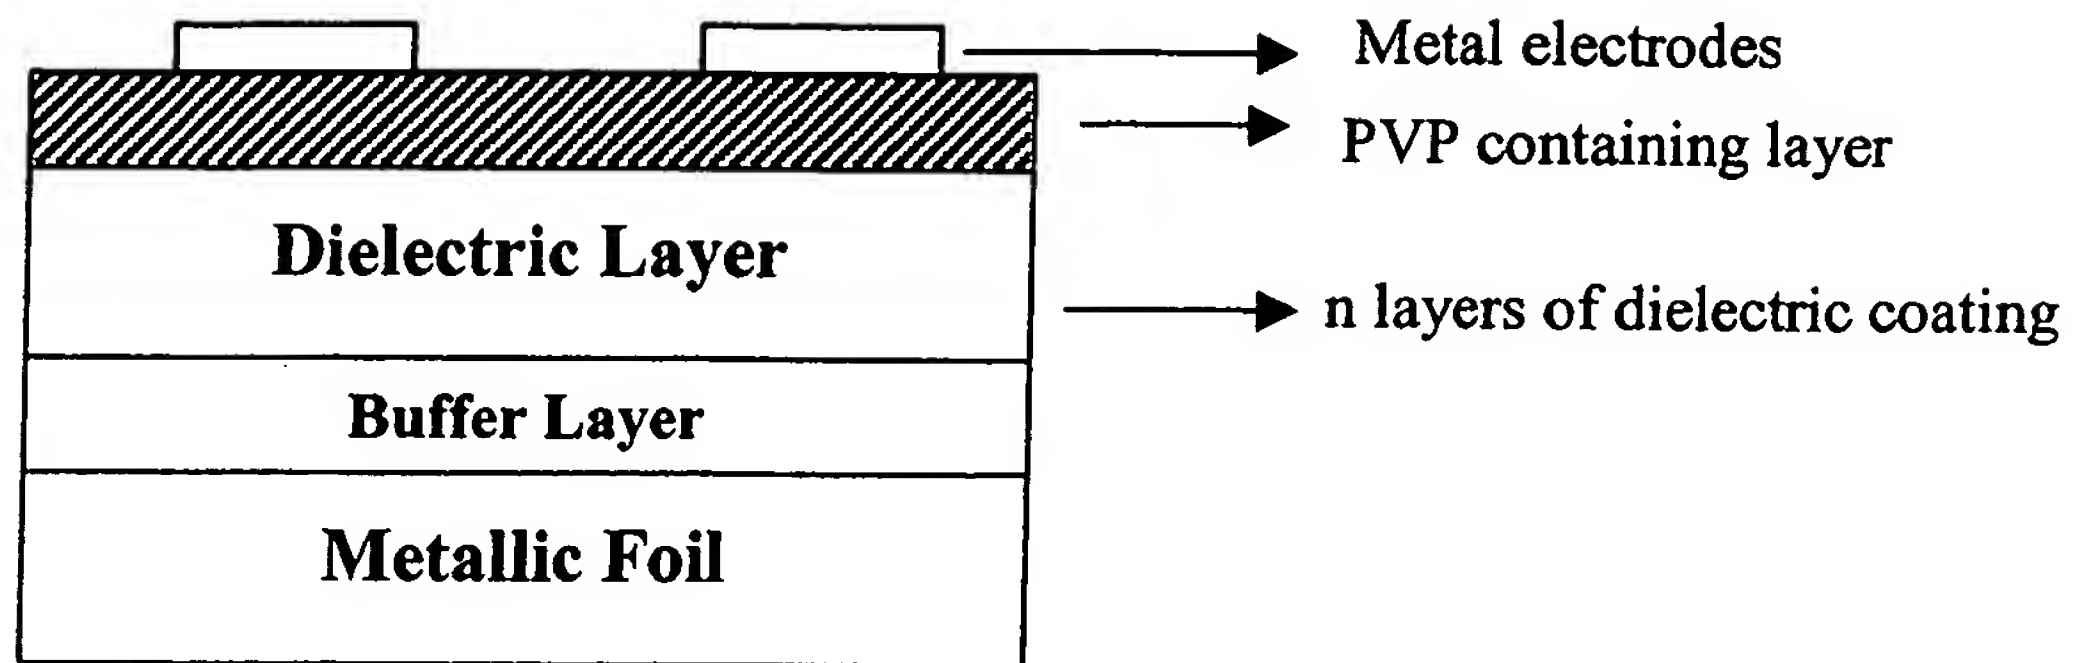 Metal electrodes
PVP containing layer
Dielectric Layer
n layers of dielectric coating
Buffer Layer
Metallic Foil